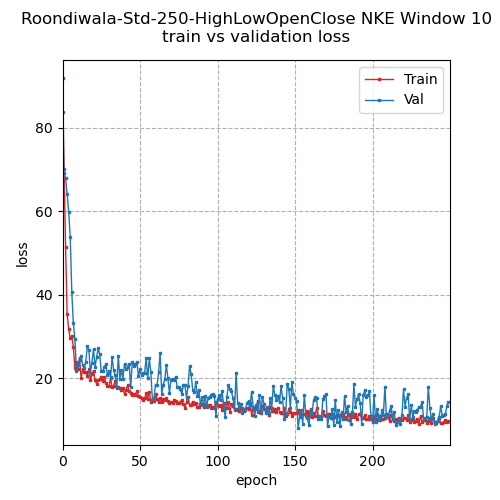 Roondiwala-Std-250-HighLowOpenClose NKE Window 10
train vs validation loss
Train
Val
80
60
40
20
loss
0
50
100
150
200
epoch